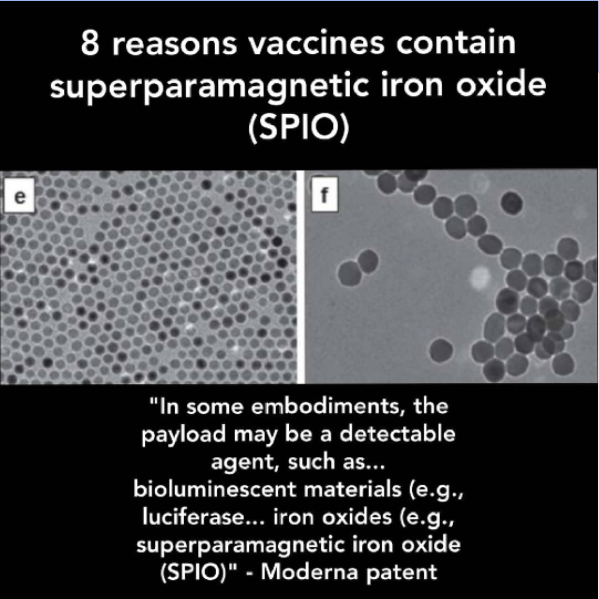 8 reasons vaccines contain
superparamagnetic iron oxide
(SPIO)
e
f
"In some embodiments, the
payload may be a detectable
agent, such as...
bioluminescent materials (e.g.,
luciferase... iron oxides (e.g.,
superparamagnetic iron oxide
(SPIO)" - Moderna patent